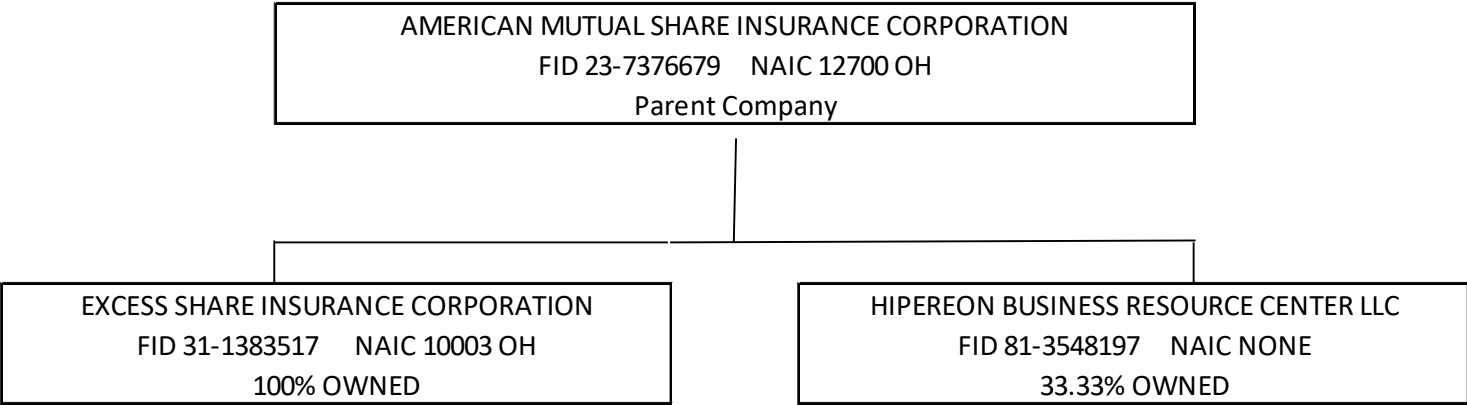 AMERICAN MUTUAL SHARE INSURANCE CORPORATION
FID 23-7376679 NAIC 12700 OH
Parent Company
EXCESS SHARE INSURANCE CORPORATION
FID 31-1383517 NAIC 10003 OH
100% OWNED
HIPEREON BUSINESS RESOURCE CENTER LLC
FID 81-3548197 NAIC NONE
33.33% OWNED